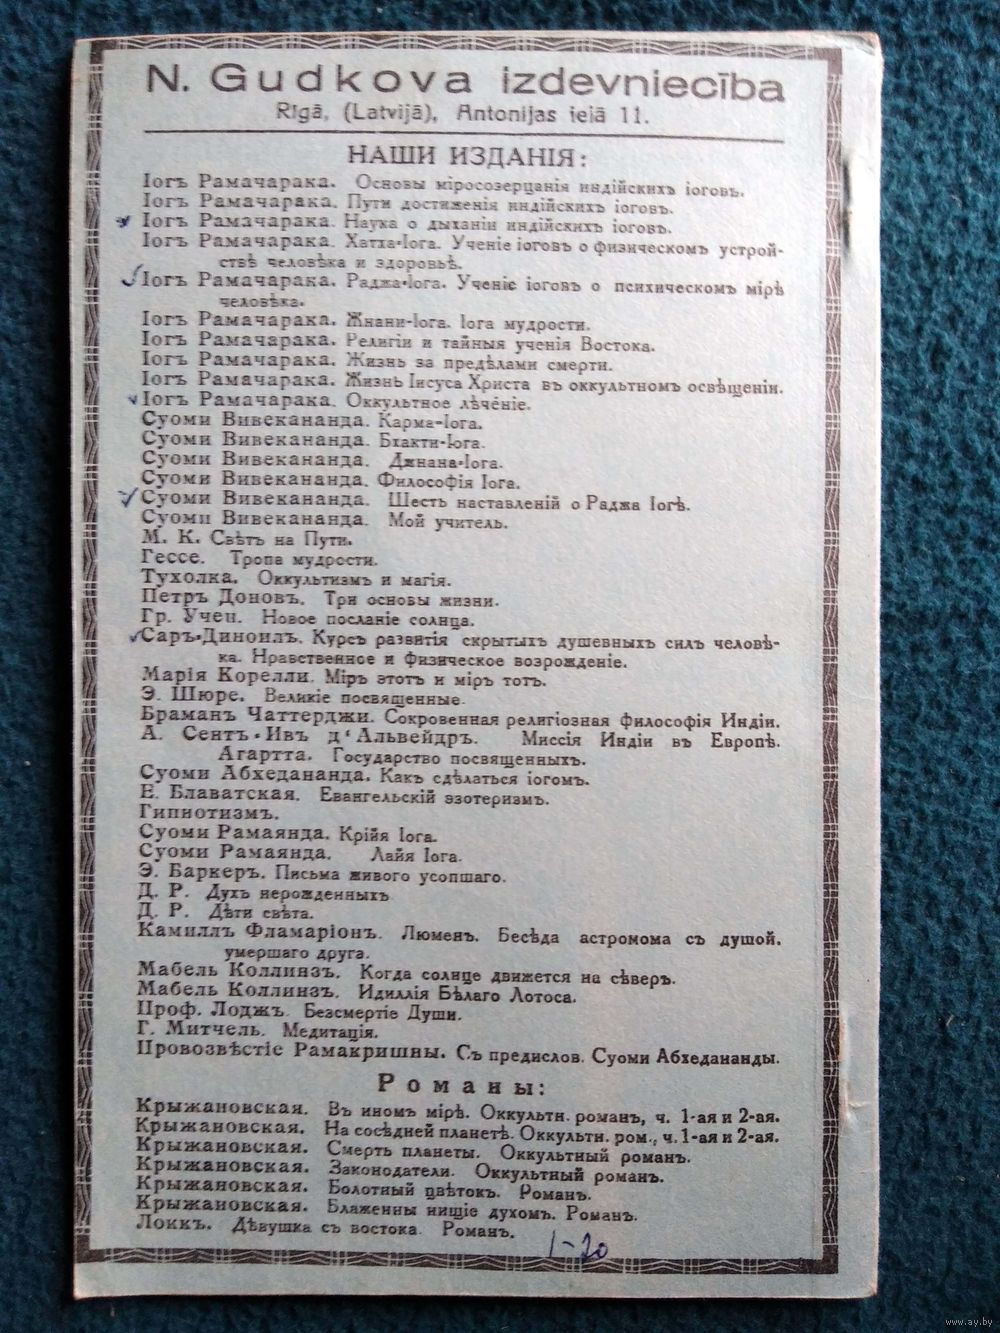 N. Gudkova izdevniecība
Rīgā, (Latvijā), Antonijas ielā 11.
НАШИ ИЗДАНІЯ:
Іогъ Рамачарака. Основы міросозерцанія индійскихъ іоговъ.
Іогъ Рамачарака. Пути достиженія индійскихъ іоговъ.
Іогъ Рамачарака. Наука о дыханіи индійскихъ іоговъ.
Іогъ Рамачарака. Хатха-Іога. Ученіе іоговъ о физическомъ устрой-
ствѣ человѣка и здоровьѣ.
Іогъ Рамачарака. Раджа-Іога. Ученіе іоговъ о психическомъ мірѣ
человѣка.
Іогъ Рамачарака. Жнани-Іога. Іога мудрости.
Іогъ Рамачарака. Религіи и тайныя ученія Востока.
Іогъ Рамачарака. Жизнь за предѣлами смерти.
Іогъ Рамачарака. Жизнь Іисуса Христа въ оккультномъ освѣщеніи.
Іогъ Рамачарака. Оккультное лѣченіе.
Суоми Вивекананда. Карма-Іога.
Суоми Вивекананда. Бхакти-Іога.
Суоми Вивекананда. Джнана-Іога.
Суоми Вивекананда. Философія Іога.
Суоми Вивекананда. Шесть наставленій о Раджа Іогѣ.
Суоми Вивекананда. Мой учитель.
М. К. Свѣтъ на Пути.
Гессе. Тропа мудрости.
Тухолка. Оккультизмъ и магія.
Петръ Доновъ. Три основы жизни.
Гр. Учен. Новое посланіе солнца.
Саръ-Диноилъ. Курсъ развитія скрытыхъ душевныхъ силъ человѣ-
ка. Нравственное и физическое возрожденіе.
Марія Корелли. Міръ этотъ и міръ тотъ.
Э. Шюре. Великіе посвященные.
Браманъ Чаттерджи. Сокровенная религіозная философія Индіи.
А. Сентъ-Ивъ д'Альвейдръ. Миссія Индіи въ Европѣ.
Агартта. Государство посвященныхъ.
Суоми Абхедананда. Какъ сдѣлаться іогомъ.
Е. Блаватская. Евангельскій эзотеризмъ.
Гипнотизмъ.
Суоми Рамаянда. Крійя Іога.
Суоми Рамаянда. Лайя Іога.
Э. Баркеръ. Письма живого усопшаго.
Д. Р. Духъ нерожденныхъ
Д. Р. Дѣти свѣта.
Камиллъ Фламаріонъ. Люменъ. Бесѣда астронома съ душой.
умершаго друга.
Мабель Коллинзъ. Когда солнце движется на сѣверъ.
Мабель Коллинзъ. Идиллія Бѣлаго Лотоса.
Проф. Лоджъ. Безсмертіе Души.
Г. Митчель. Медитація.
Провозвѣстіе Рамакришны. Съ предислов. Суоми Абхедананды.
Романы:
Крыжановская. Въ иномъ мірѣ. Оккультн. романъ, ч. 1-ая и 2-ая.
Крыжановская. На сосѣдней планетѣ. Оккультн. ром., ч. 1-ая и 2-ая.
Крыжановская. Смерть планеты. Оккультный романъ.
Крыжановская. Законодатели. Оккультный романъ.
Крыжановская. Болотный цвѣтокъ. Романъ.
Крыжановская. Блаженны нищіе духомъ. Романъ.
Локкъ. Дѣвушка съ востока. Романъ.
1-20
www.ay.by